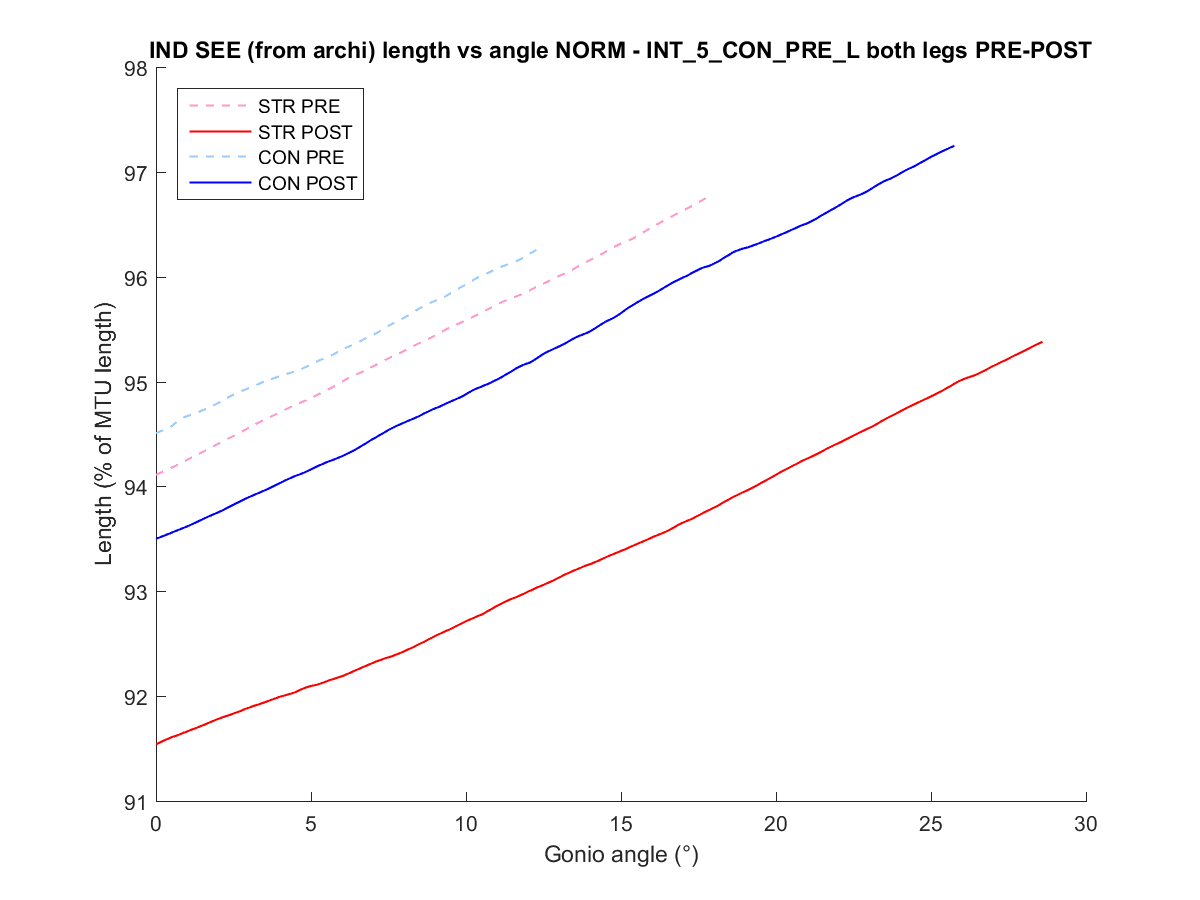 IND SEE (from archi) length vs angle NORM - INT_5_CON_PRE_L both legs PRE-POST
98
97
96
95
94
93
92
91
Length (% of MTU length)
STR PRE
STR POST
CON PRE
CON POST
0 5 10 15 20 25 30
Gonio angle (°)